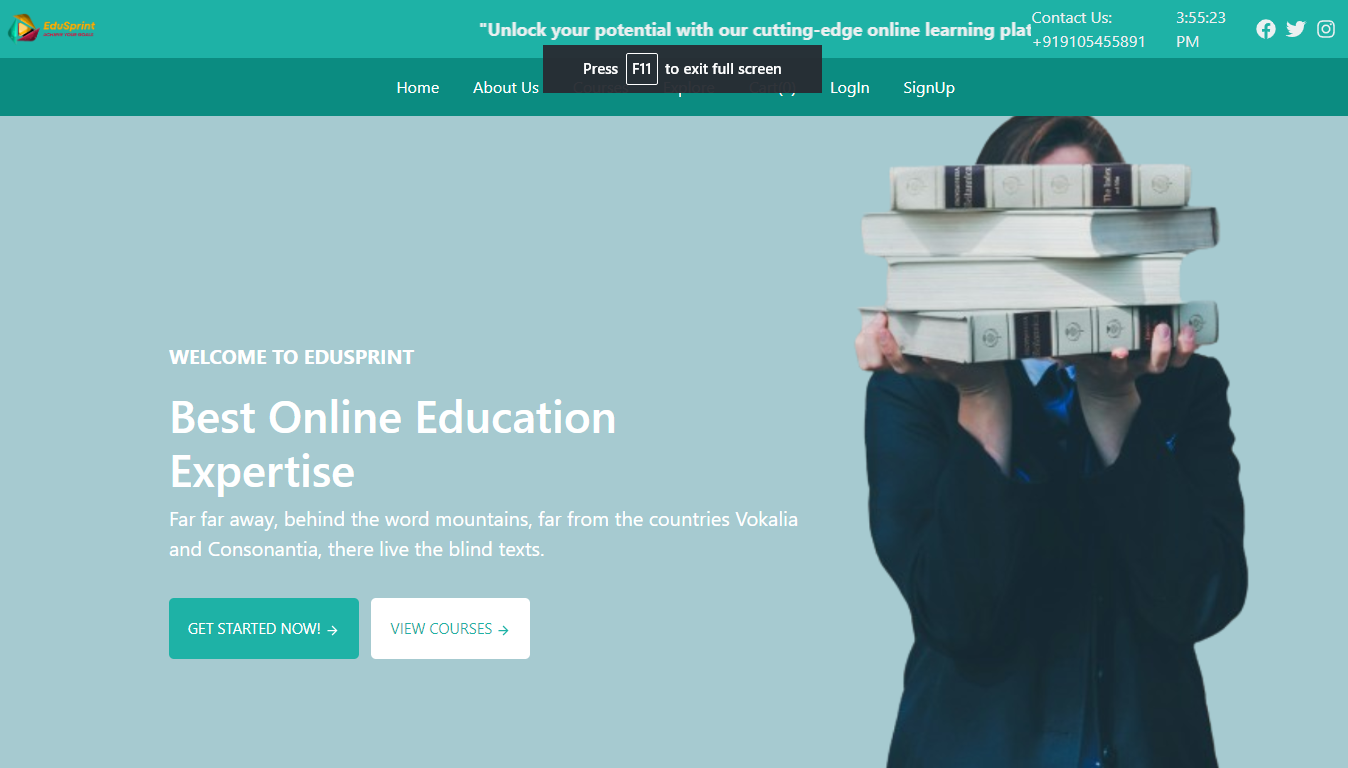 EduSprint
"Unlock your potential with our cutting-edge online learning plat
Contact Us:
+919105455891
3:55:23
PM
Press F11 to exit full screen
Home About Us LogIn SignUp
Britannica
The Index
WELCOME TO EDUSPRINT
Best Online Education
Expertise
Far far away, behind the word mountains, far from the countries Vokalia
and Consonantia, there live the blind texts.
GET STARTED NOW! →
VIEW COURSES →